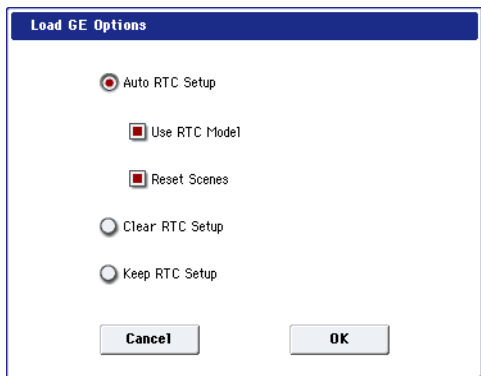 Load GE Options
Auto RTC Setup
Use RTC Model
Reset Scenes
Clear RTC Setup
Keep RTC Setup
Cancel OK